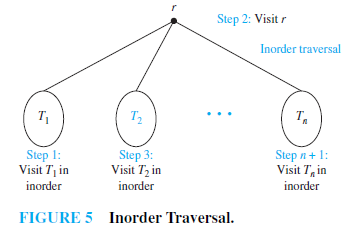 r
Step 2: Visit r
Inorder traversal
T1 T2 • • • Tn
Step 1: Step 3: Step n + 1:
Visit T1 in Visit T2 in Visit Tn in
inorder inorder inorder
FIGURE 5 Inorder Traversal.